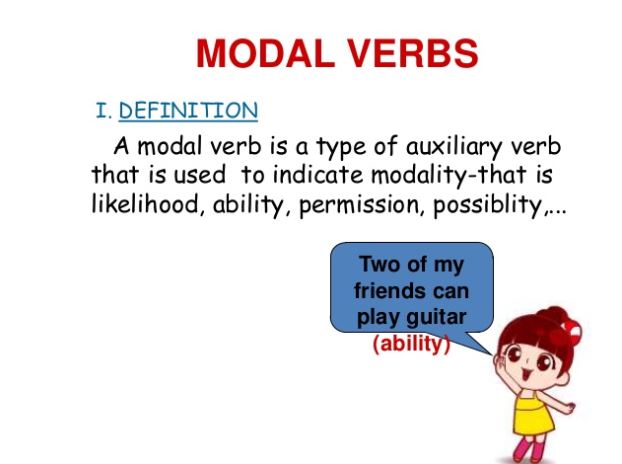 MODAL VERBS
I. DEFINITION
A modal verb is a type of auxiliary verb
that is used to indicate modality-that is
likelihood, ability, permission, possiblity,...
Two of my
friends can
play guitar
(ability)